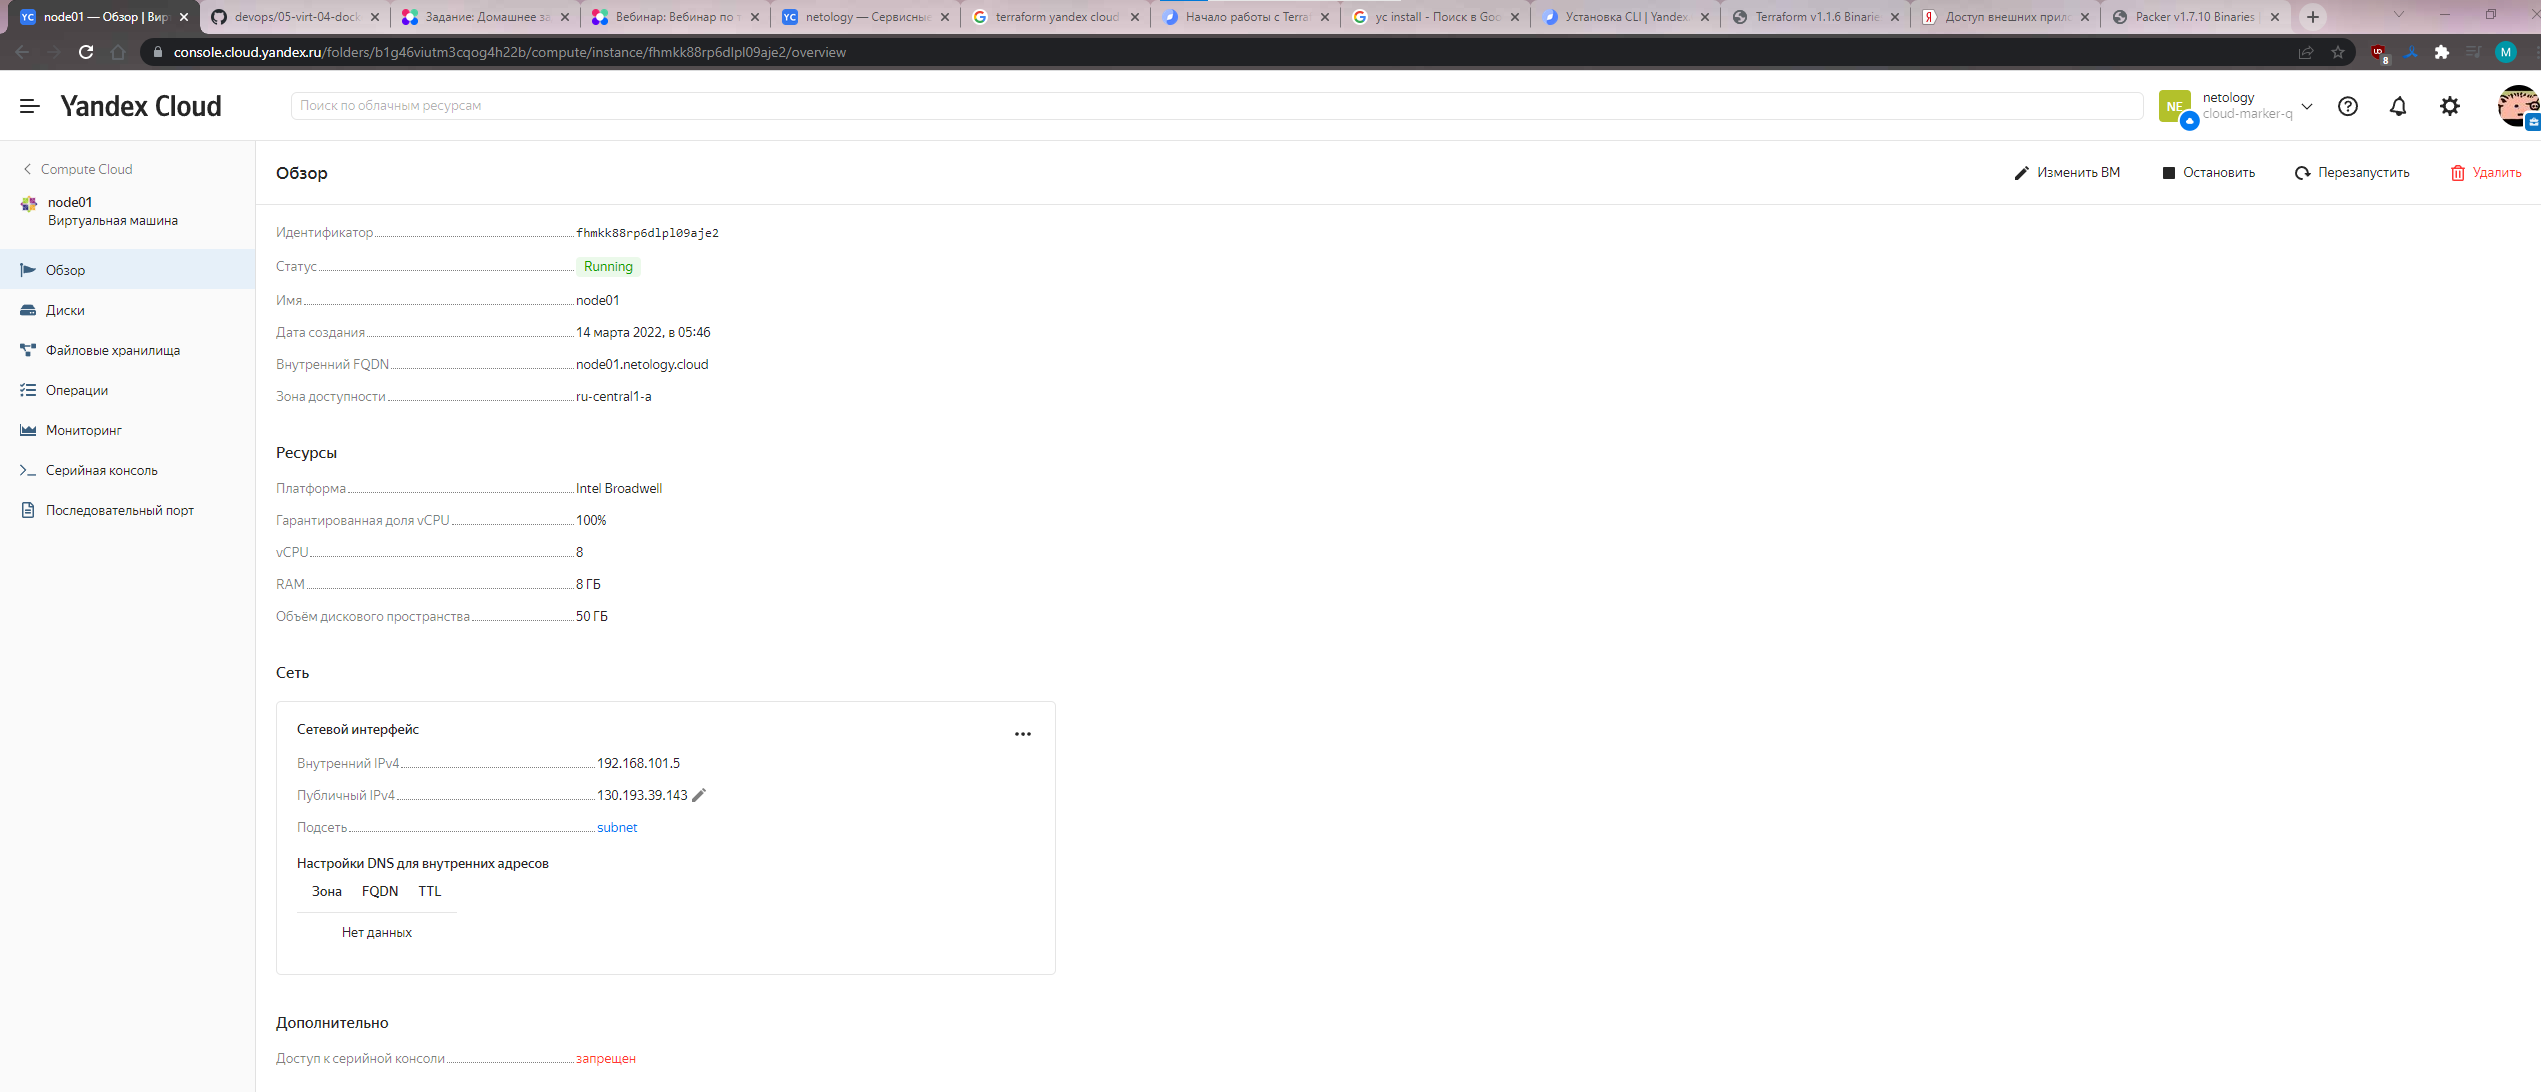 node01 — Обзор | Вир
devops/05-virt-04-dock
Задание: Домашнее за
Вебинар: Вебинар по т
netology — Сервисные
terraform yandex cloud
Начало работы с Terraf
yc install - Поиск в Goo
Установка CLI | Yandex.
Terraform v1.1.6 Binarie
Доступ внешних прило
Packer v1.7.10 Binaries |
console.cloud.yandex.ru/folders/b1g46viutm3cqog4h22b/compute/instance/fhmkk88rp6dlpl09aje2/overview
8
M
Yandex Cloud
Поиск по облачным ресурсам
NE
netology
cloud-marker-q
Compute Cloud
node01
Виртуальная машина
Обзор
Диски
Файловые хранилища
Операции
Мониторинг
Серийная консоль
Последовательный порт
Обзор
Изменить ВМ
Остановить
Перезапустить
Удалить
Идентификатор fhmkk88rp6dlpl09aje2
Статус Running
Имя node01
Дата создания 14 марта 2022, в 05:46
Внутренний FQDN node01.netology.cloud
Зона доступности ru-central1-a
Ресурсы
Платформа Intel Broadwell
Гарантированная доля vCPU 100%
vCPU 8
RAM 8 ГБ
Объём дискового пространства 50 ГБ
Сеть
Сетевой интерфейс
Внутренний IPv4 192.168.101.5
Публичный IPv4 130.193.39.143
Подсеть subnet
Настройки DNS для внутренних адресов
Зона FQDN TTL
Нет данных
Дополнительно
Доступ к серийной консоли запрещен